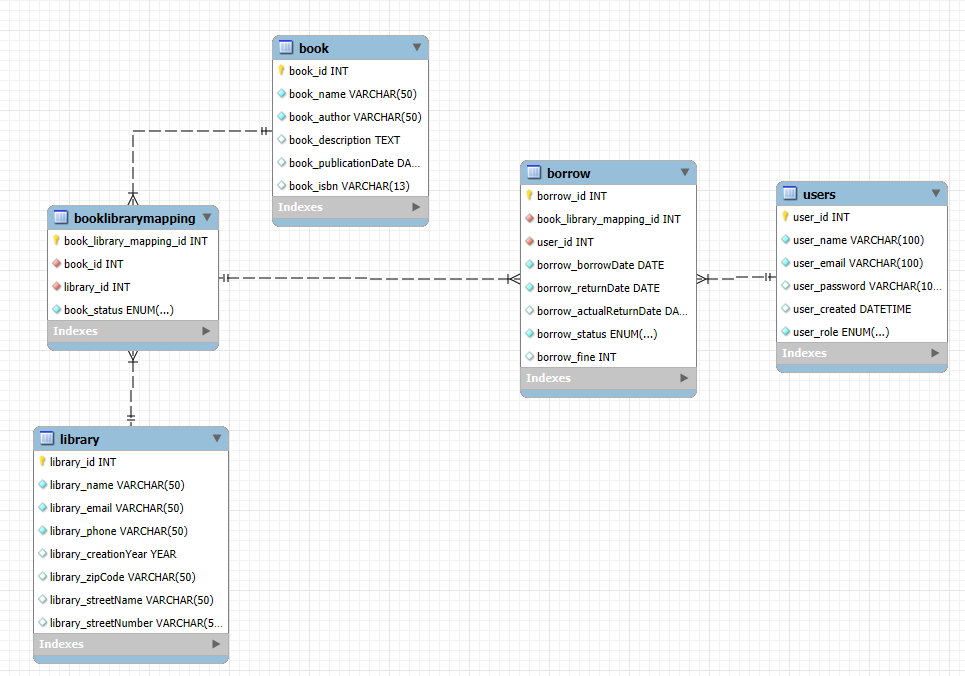 book
book_id INT
book_name VARCHAR(50)
book_author VARCHAR(50)
book_description TEXT
book_publicationDate DA...
book_isbn VARCHAR(13)
Indexes
booklibrarymapping
book_library_mapping_id INT
book_id INT
library_id INT
book_status ENUM(...)
Indexes
borrow
borrow_id INT
book_library_mapping_id INT
user_id INT
borrow_borrowDate DATE
borrow_returnDate DATE
borrow_actualReturnDate DA...
borrow_status ENUM(...)
borrow_fine INT
Indexes
users
user_id INT
user_name VARCHAR(100)
user_email VARCHAR(100)
user_password VARCHAR(10...
user_created DATETIME
user_role ENUM(...)
Indexes
library
library_id INT
library_name VARCHAR(50)
library_email VARCHAR(50)
library_phone VARCHAR(50)
library_creationYear YEAR
library_zipCode VARCHAR(50)
library_streetName VARCHAR(50)
library_streetNumber VARCHAR(5...
Indexes